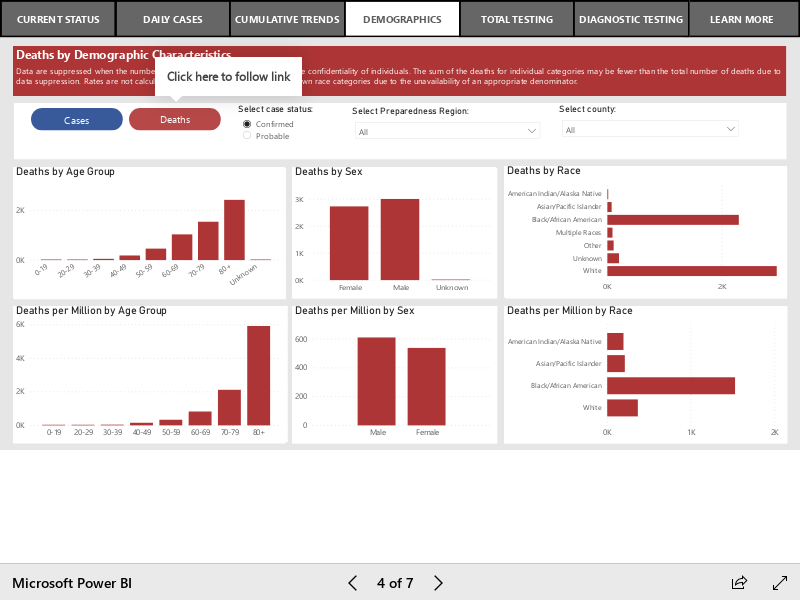 CURRENT STATUS DAILY CASES CUMULATIVE TRENDS DEMOGRAPHICS TOTAL TESTING DIAGNOSTIC TESTING LEARN MORE
Deaths by Demographic Characteristics
Data are suppressed when the numbe e confidentiality of individuals. The sum of the deaths for individual categories may be fewer than the total number of deaths due to
data suppression. Rates are not calcul wn race categories due to the unavailability of an appropriate denominator.
Click here to follow link
Cases Deaths
Select case status:
Confirmed
Probable
Select Preparedness Region:
All
Select county:
All
Deaths by Age Group
2K
0K
0-19 20-29 30-39 40-49 50-59 60-69 70-79 80+ Unknown
Deaths by Sex
3K
2K
1K
0K
Female Male Unknown
Deaths by Race
American Indian/Alaska Native
Asian/Pacific Islander
Black/African American
Multiple Races
Other
Unknown
White
0K 2K
Deaths per Million by Age Group
6K
4K
2K
0K
0-19 20-29 30-39 40-49 50-59 60-69 70-79 80+
Deaths per Million by Sex
600
400
200
0
Male Female
Deaths per Million by Race
American Indian/Alaska Native
Asian/Pacific Islander
Black/African American
White
0K 1K 2K
Microsoft Power BI
4 of 7